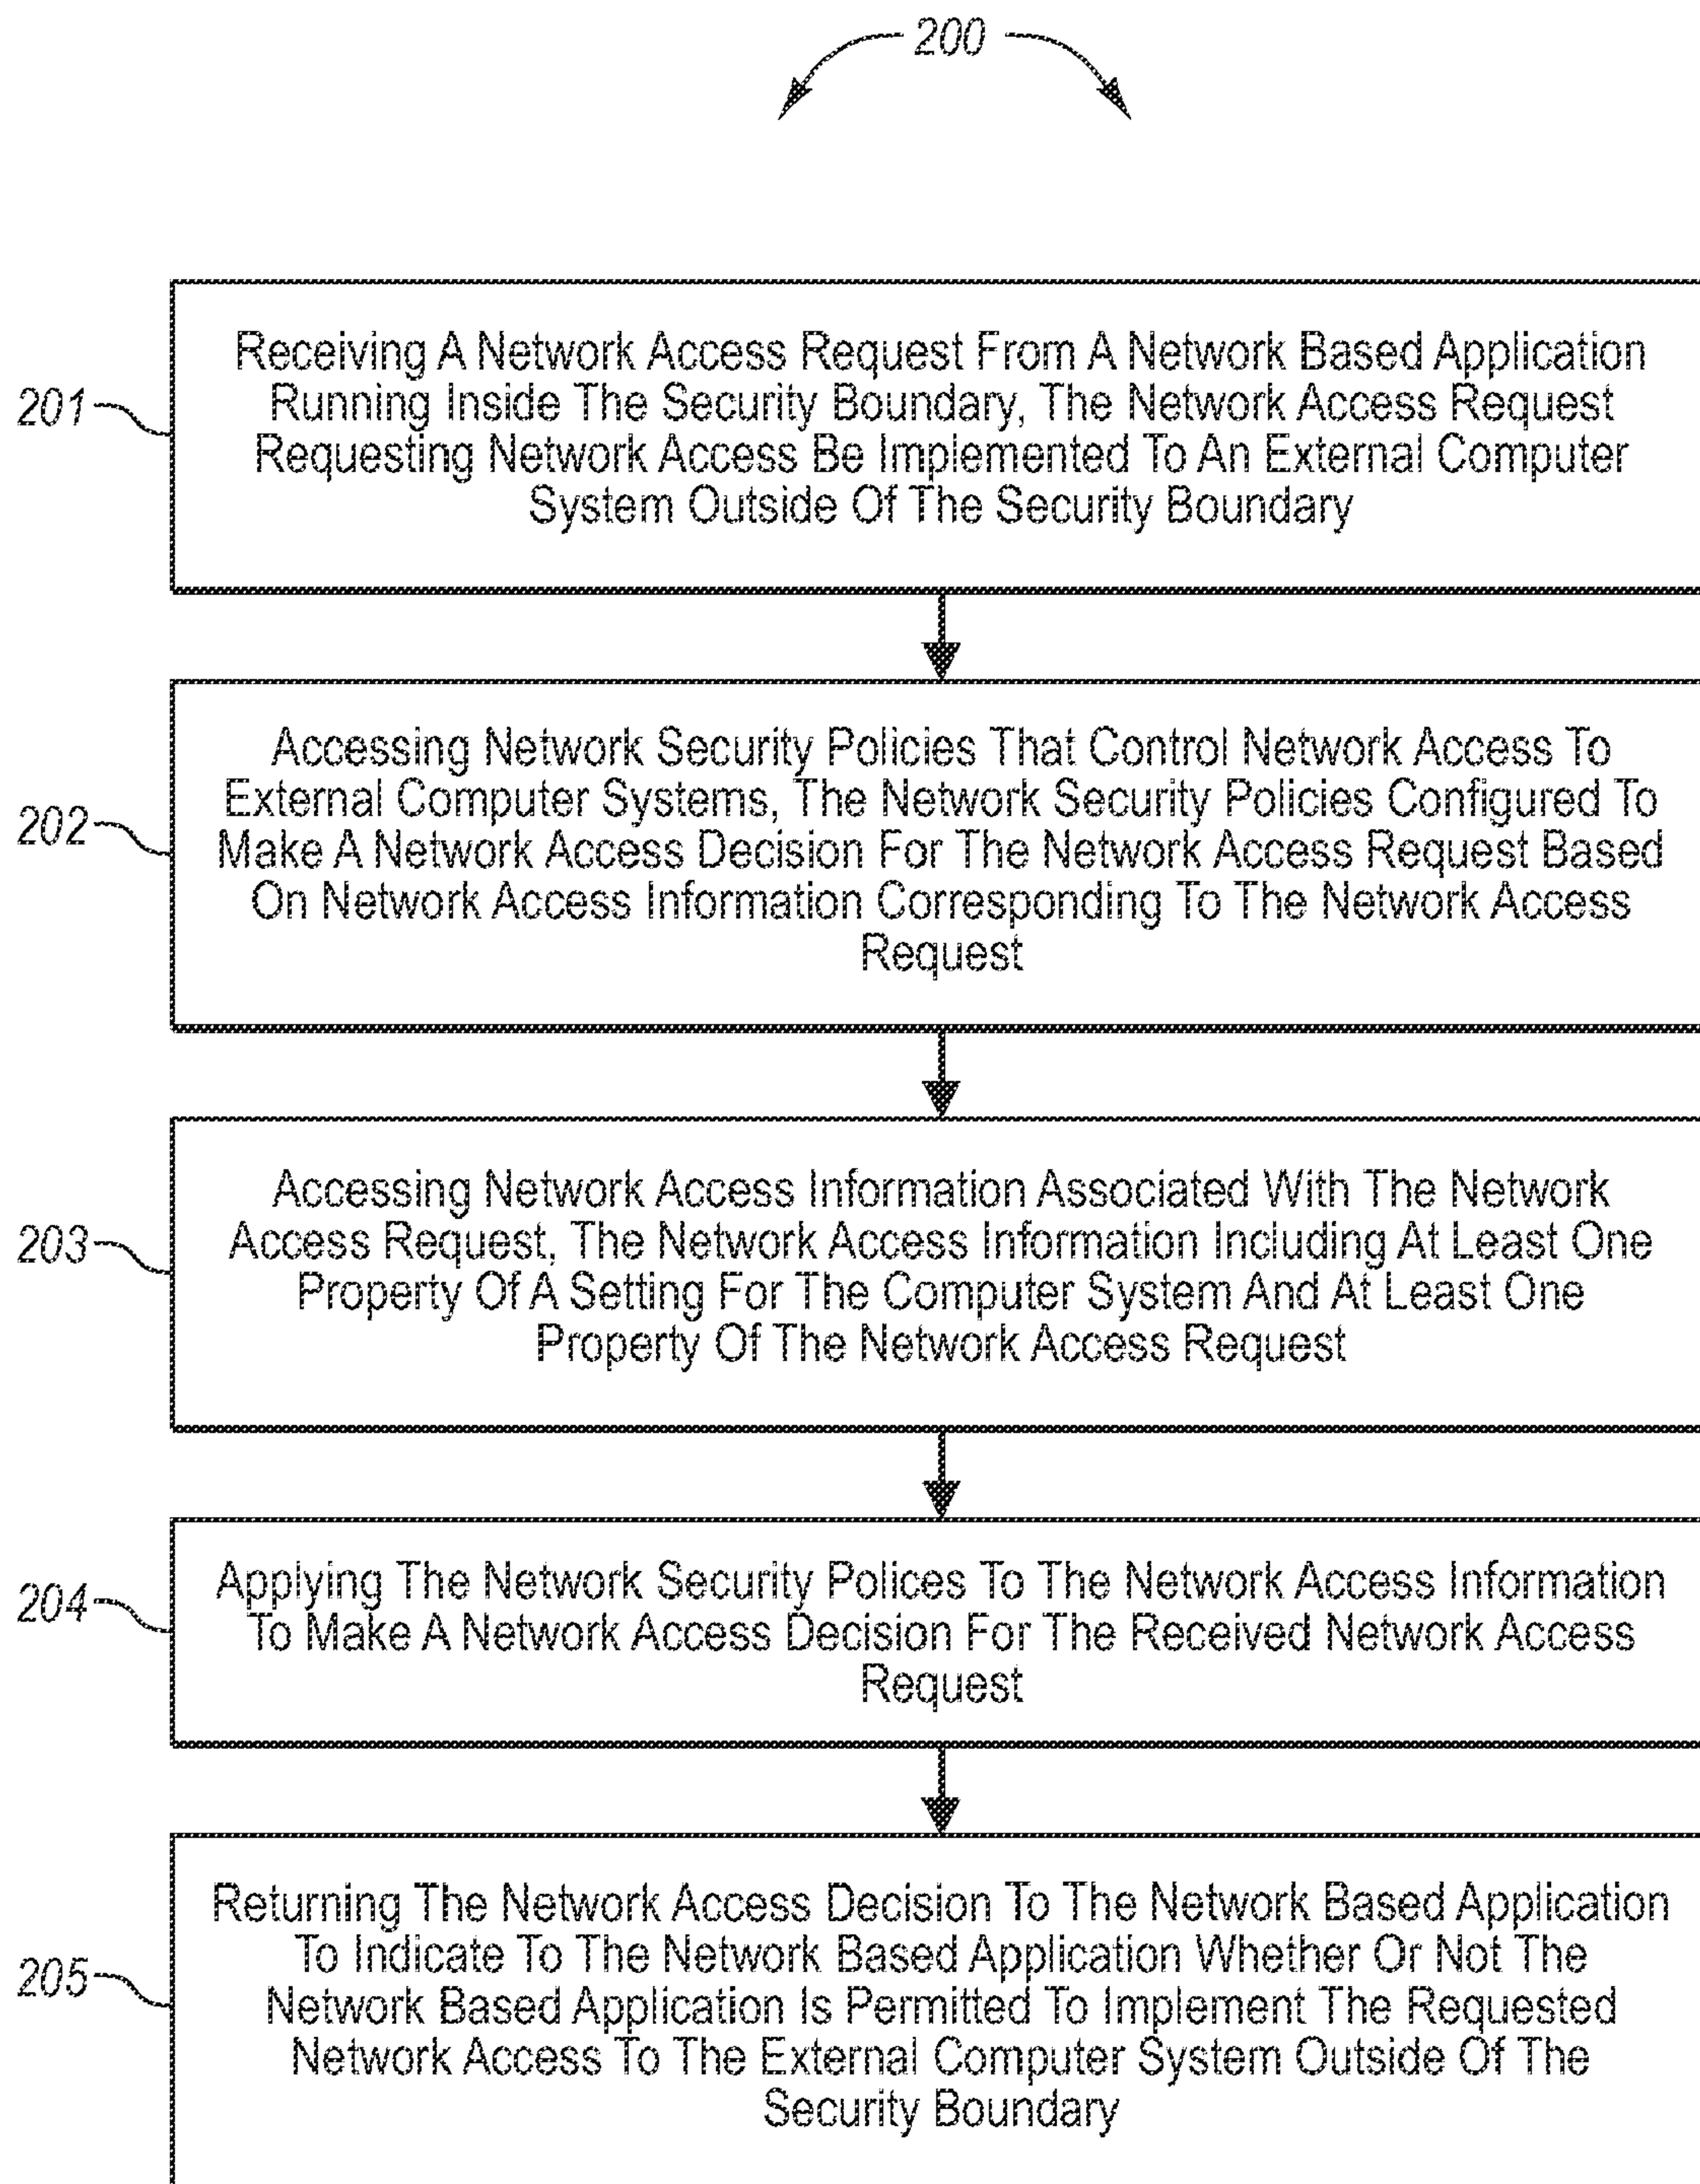 200
201
Receiving A Network Access Request From A Network Based Application
Running Inside The Security Boundary, The Network Access Request
Requesting Network Access Be Implemented To An External Computer
System Outside Of The Security Boundary
202
Accessing Network Security Policies That Control Network Access To
External Computer Systems, The Network Security Policies Configured To
Make A Network Access Decision For The Network Access Request Based
On Network Access Information Corresponding To The Network Access
Request
203
Accessing Network Access Information Associated With The Network
Access Request, The Network Access Information Including At Least One
Property Of A Setting For The Computer System And At Least One
Property Of The Network Access Request
204
Applying The Network Security Polices To The Network Access Information
To Make A Network Access Decision For The Received Network Access
Request
205
Returning The Network Access Decision To The Network Based Application
To Indicate To The Network Based Application Whether Or Not The
Network Based Application Is Permitted To Implement The Requested
Network Access To The External Computer System Outside Of The
Security Boundary